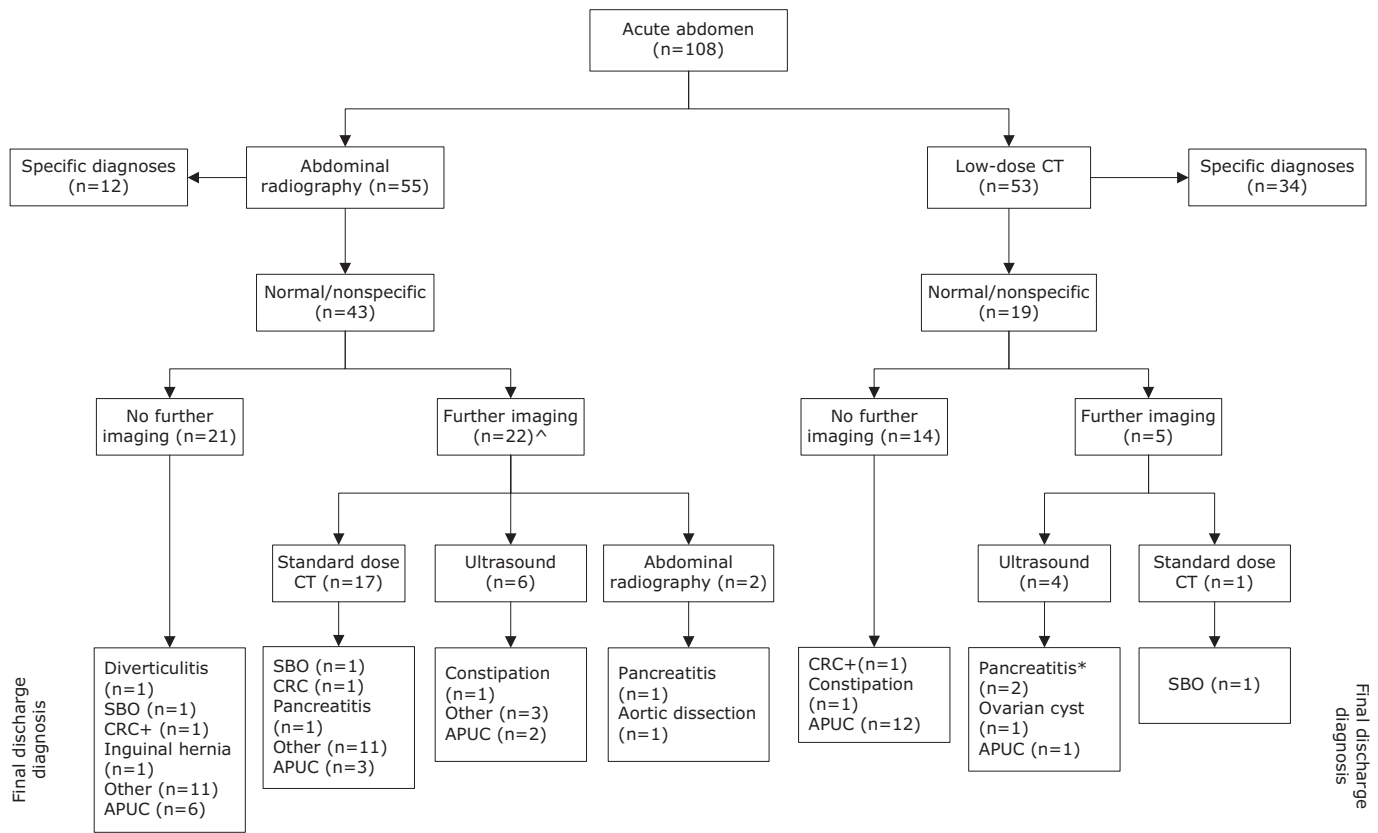 Acute abdomen
(n=108)
Specific diagnoses
(n=12)
Abdominal
radiography (n=55)
Low-dose CT
(n=53)
Specific diagnoses
(n=34)
Normal/nonspecific
(n=43)
Normal/nonspecific
(n=19)
No further
imaging (n=21)
Further imaging
(n=22)^
No further
imaging (n=14)
Further imaging
(n=5)
Standard dose
CT (n=17)
Ultrasound
(n=6)
Abdominal
radiography (n=2)
Ultrasound
(n=4)
Standard dose
CT (n=1)
Final discharge
diagnosis
Diverticulitis
(n=1)
SBO (n=1)
CRC+ (n=1)
Inguinal hernia
(n=1)
Other (n=11)
APUC (n=6)
SBO (n=1)
CRC (n=1)
Pancreatitis
(n=1)
Other (n=11)
APUC (n=3)
Constipation
(n=1)
Other (n=3)
APUC (n=2)
Pancreatitis
(n=1)
Aortic dissection
(n=1)
CRC+(n=1)
Constipation
(n=1)
APUC (n=12)
Pancreatitis*
(n=2)
Ovarian cyst
(n=1)
APUC (n=1)
SBO (n=1)
Final discharge
diagnosis